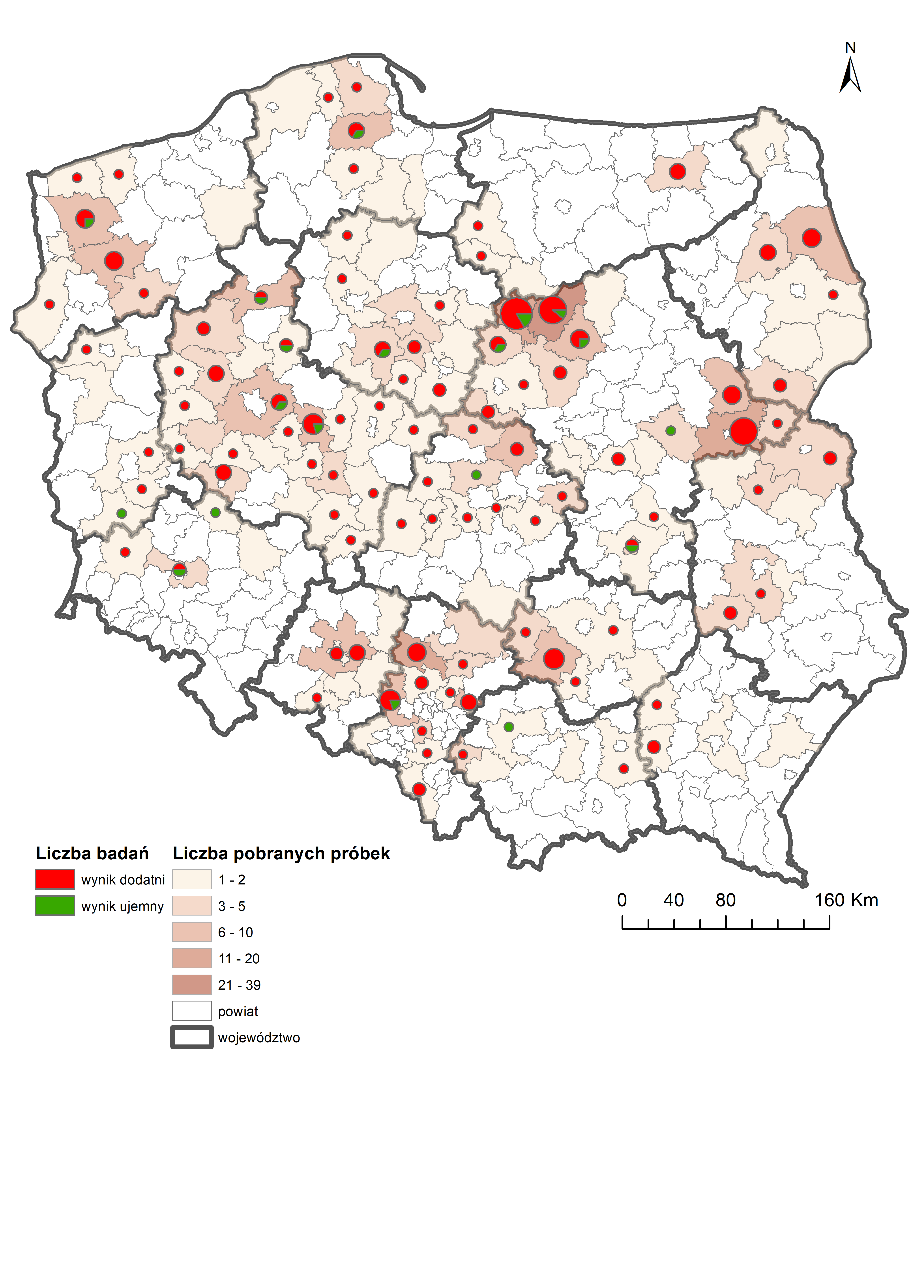 N
Liczba badań
wynik dodatni
wynik ujemny
Liczba pobranych próbek
1 - 2
3 - 5
6 - 10
11 - 20
21 - 39
powiat
województwo
0 40 80 160 Km